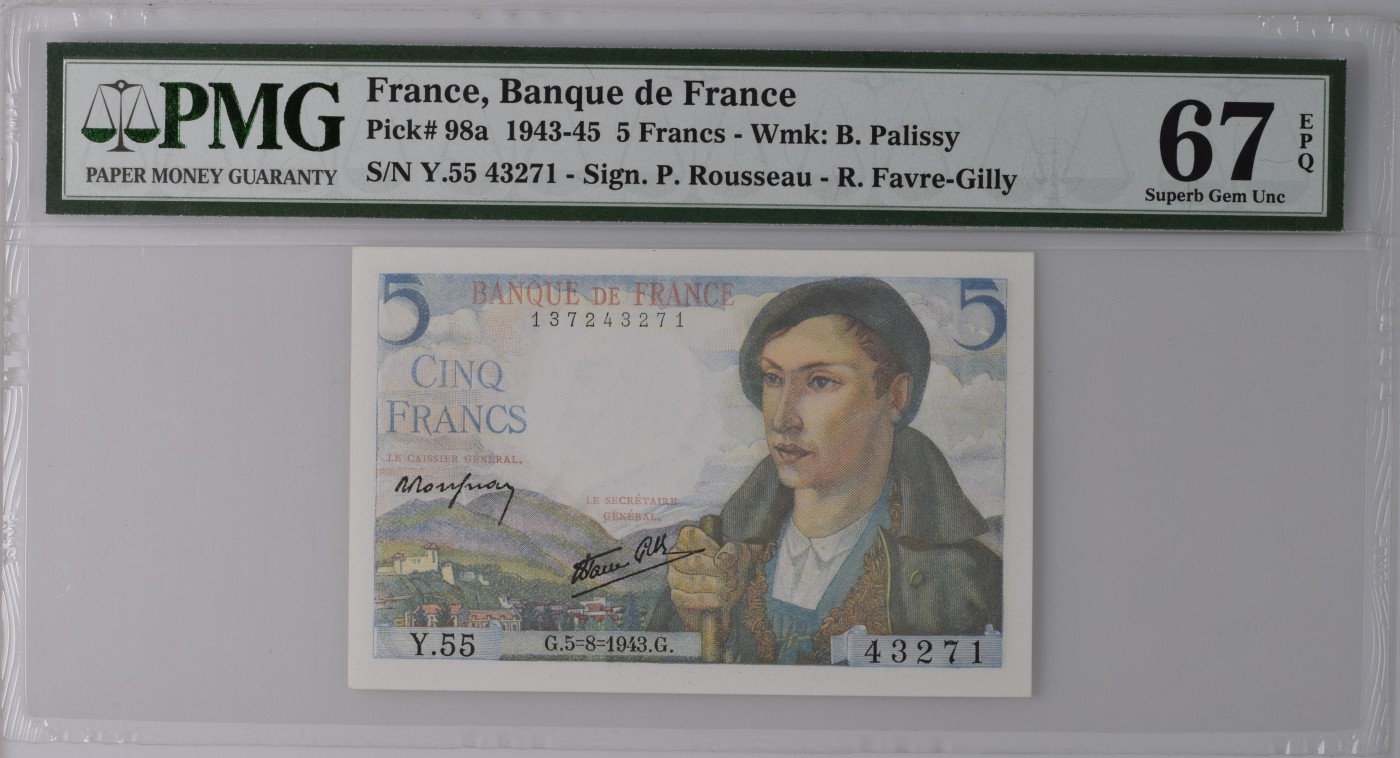 PMG
PAPER MONEY GUARANTY
France, Banque de France
Pick# 98a 1943-45 5 Francs - Wmk: B. Palissy
S/N Y.55 43271 - Sign. P. Rousseau - R. Favre-Gilly
67
EPQ
Superb Gem Unc
5
BANQUE DE FRANCE
5
137243271
CINQ
FRANCS
LE CAISSIER GÉNÉRAL,
LE SECRÉTAIRE
GÉNÉRAL,
Y.55
G.5=8=1943.G.
43271